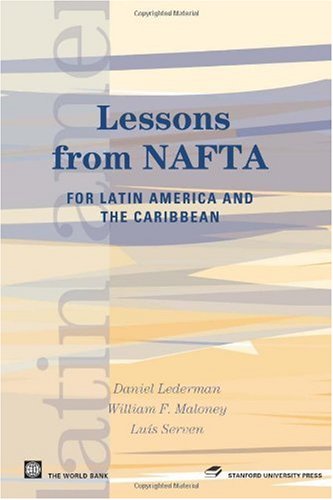 Copyrighted Material
latin amer
Lessons
from NAFTA
FOR LATIN AMERICA AND
THE CARIBBEAN
Daniel Lederman
William F. Maloney
Luis Serven
THE WORLD BANK
STANFORD UNIVERSITY PRESS
Copyrighted Material